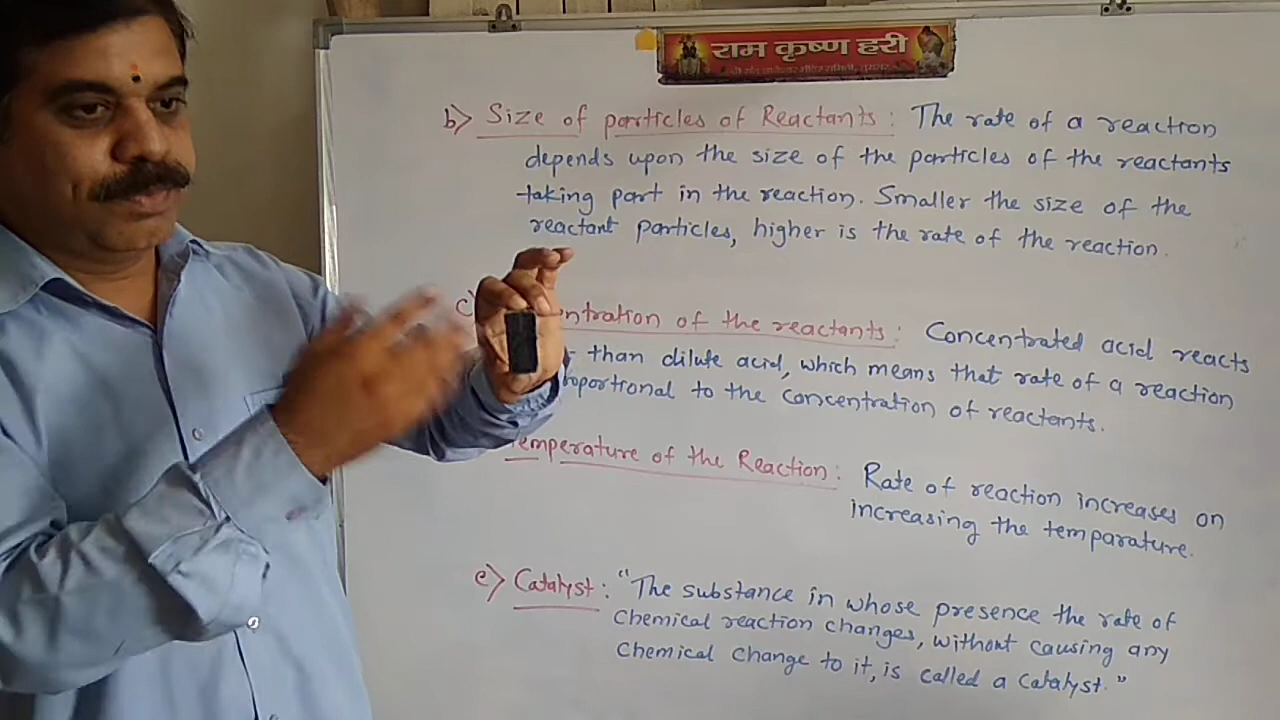 राम कृष्ण हरी
b) Size of particles of Reactants : The rate of a reaction
depends upon the size of the particles of the reactants
taking part in the reaction. Smaller the size of the
reactant particles, higher is the rate of the reaction.
c) ntration of the reactants : Concentrated acid reacts
than dilute acid, which means that rate of a reaction
oportional to the concentration of reactants.
Temperature of the Reaction : Rate of reaction increases on
increasing the temparature.
e) Catalyst : "The substance in whose presence the rate of
chemical reaction changes, without causing any
chemical change to it, is called a catalyst."